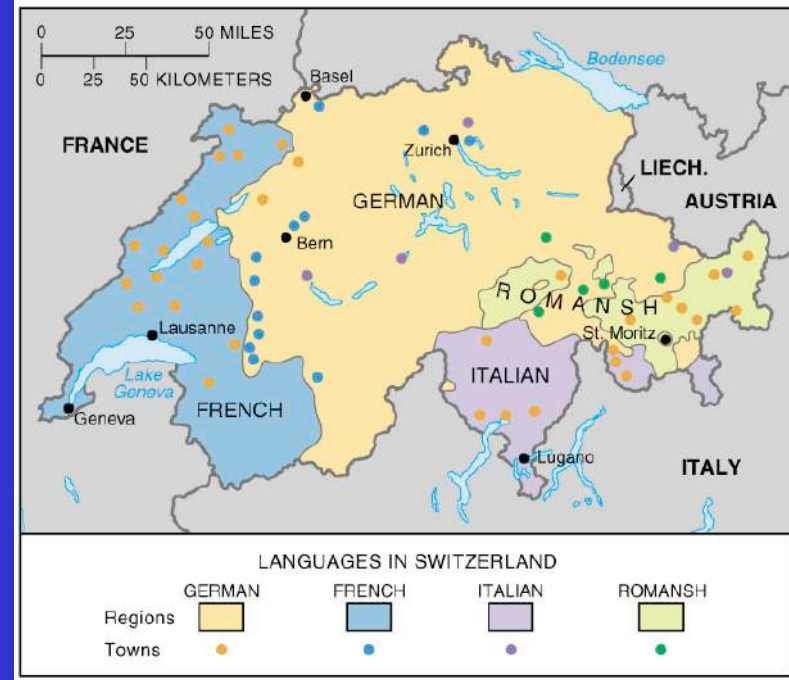 0 25 50 MILES
0 25 50 KILOMETERS
Bodensee
Basel
FRANCE
Zurich
LIECH.
GERMAN
AUSTRIA
Bern
ROMANSH
Lausanne
St. Moritz
Lake
Geneva
ITALIAN
FRENCH
Geneva
Lugano
ITALY
LANGUAGES IN SWITZERLAND
GERMAN FRENCH ITALIAN ROMANSH
Regions
Towns